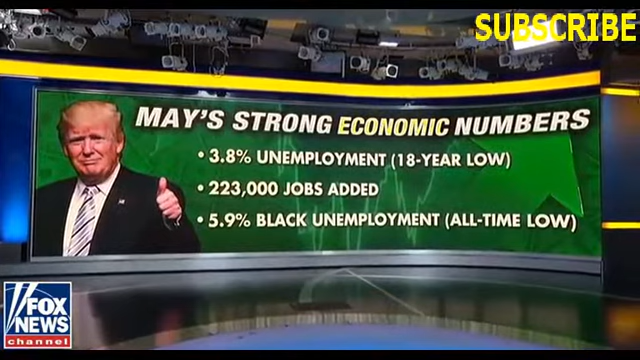 SUBSCRIBE
MAY'S STRONG ECONOMIC NUMBERS
• 3.8% UNEMPLOYMENT (18-YEAR LOW)
• 223,000 JOBS ADDED
• 5.9% BLACK UNEMPLOYMENT (ALL-TIME LOW)
FOX
NEWS
channel